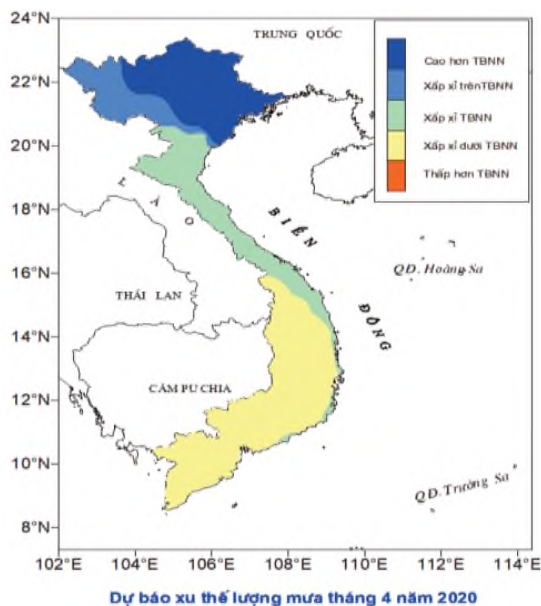 24°N
22°N
20°N
18°N
16°N
14°N
12°N
10°N
8°N
TRUNG QUỐC
Cao hơn TBNN
Xấp xỉ trênTBNN
Xấp xỉ TBNN
Xấp xỉ dưới TBNN
Thấp hơn TBNN
LÀO
BIỂN ĐÔNG
QĐ. Hoàng Sa
THÁI LAN
CĂM PU CHIA
QĐ. Trường Sa
102°E 104°E 106°E 108°E 110°E 112°E 114°E
Dự báo xu thế lượng mưa tháng 4 năm 2020